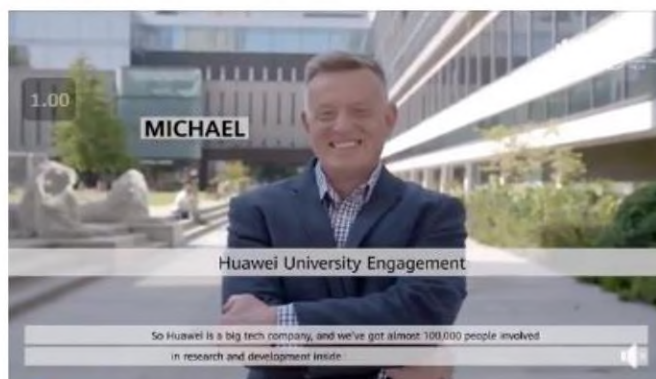 1.00
MICHAEL
Huawei University Engagement
So Huawei is a big tech company, and we've got almost 100,000 people involved
in research and development inside